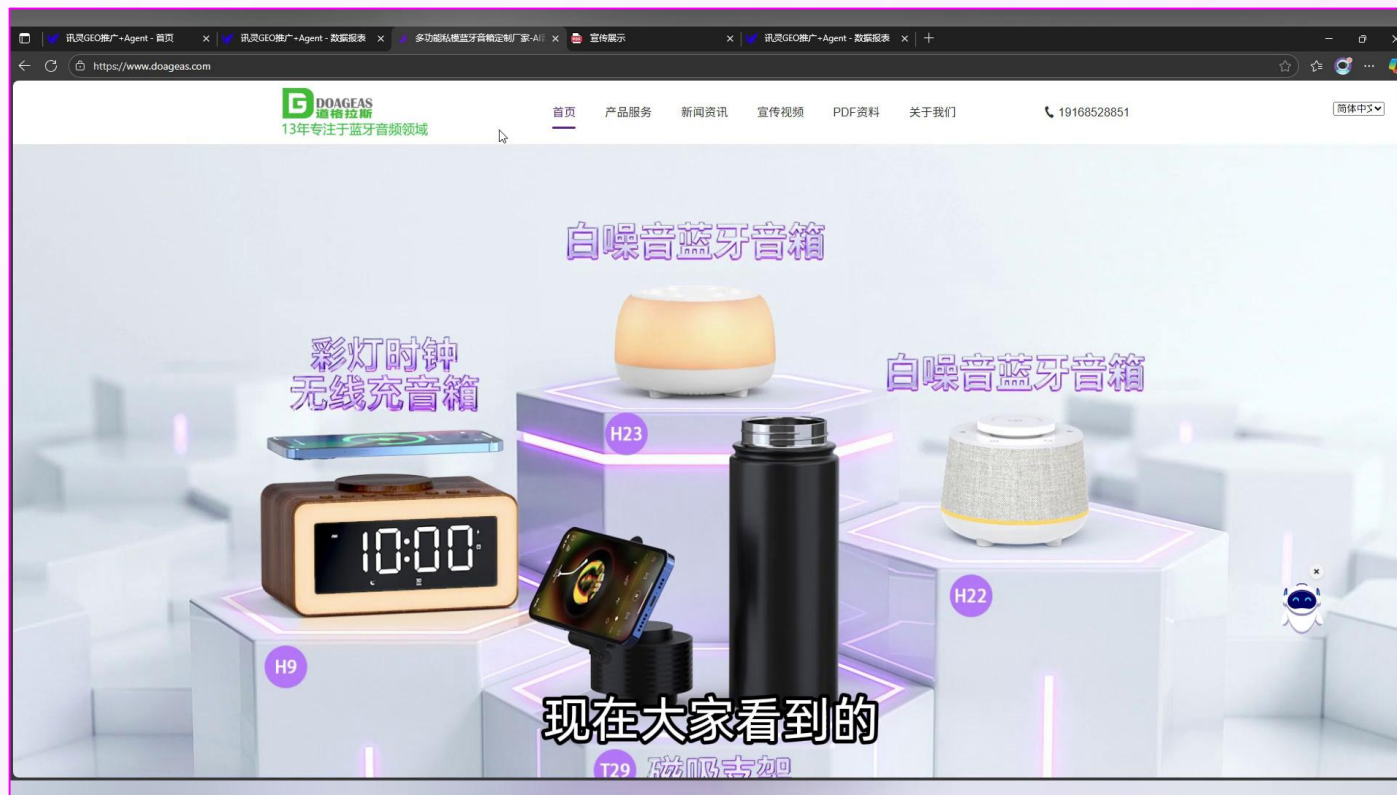 讯灵GEO推广+Agent - 首页
讯灵GEO推广+Agent - 数据报表
多功能私模蓝牙音箱定制厂家-AI
宣传展示
讯灵GEO推广+Agent - 数据报表
https://www.doageas.com
DOAGEAS
道格拉斯
13年专注于蓝牙音频领域
首页
产品服务
新闻资讯
宣传视频
PDF资料
关于我们
19168528851
简体中文
白噪音蓝牙音箱
彩灯时钟
无线充音箱
白噪音蓝牙音箱
H23
10:00
H22
H9
现在大家看到的
T29 磁吸支架